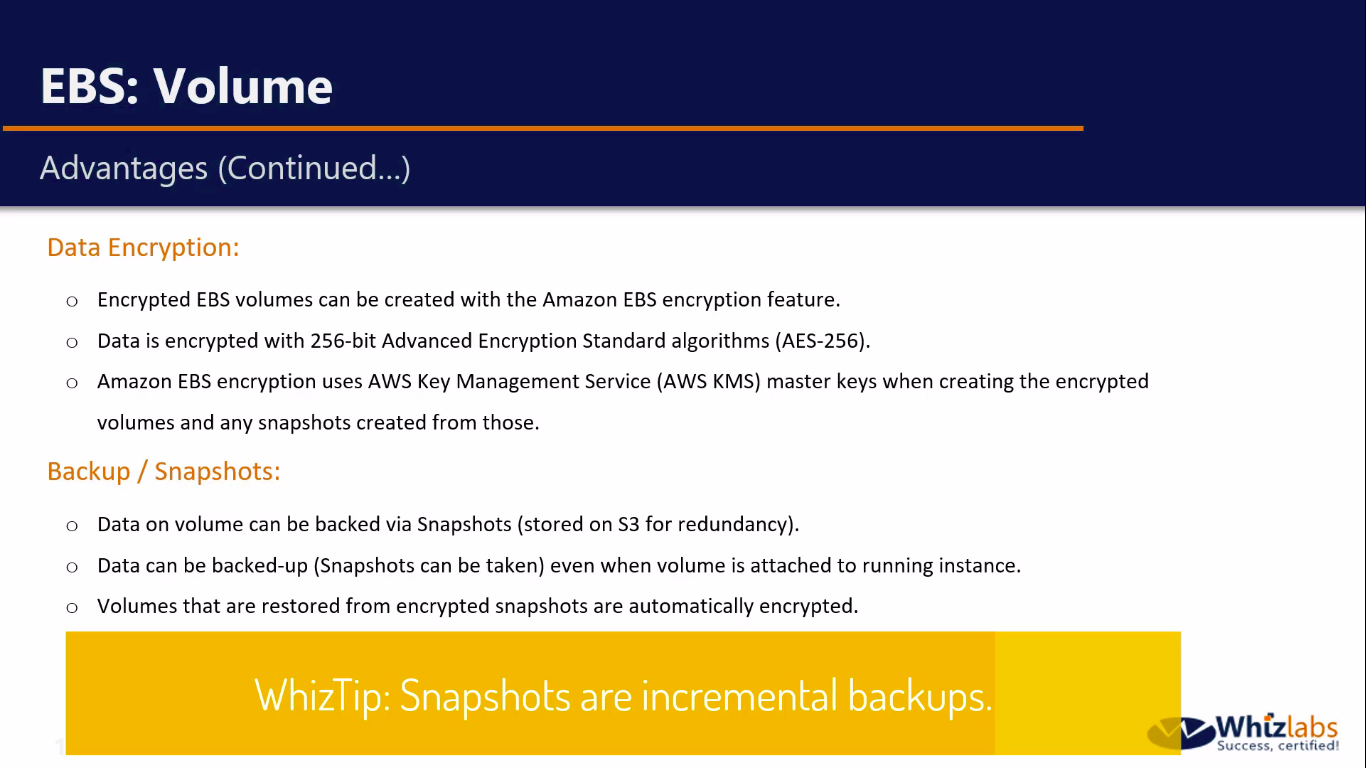 EBS: Volume
Advantages (Continued...)
Data Encryption:
○ Encrypted EBS volumes can be created with the Amazon EBS encryption feature.
○ Data is encrypted with 256-bit Advanced Encryption Standard algorithms (AES-256).
○ Amazon EBS encryption uses AWS Key Management Service (AWS KMS) master keys when creating the encrypted
volumes and any snapshots created from those.
Backup / Snapshots:
○ Data on volume can be backed via Snapshots (stored on S3 for redundancy).
○ Data can be backed-up (Snapshots can be taken) even when volume is attached to running instance.
○ Volumes that are restored from encrypted snapshots are automatically encrypted.
WhizTip: Snapshots are incremental backups.
Whizlabs
Success, certified!